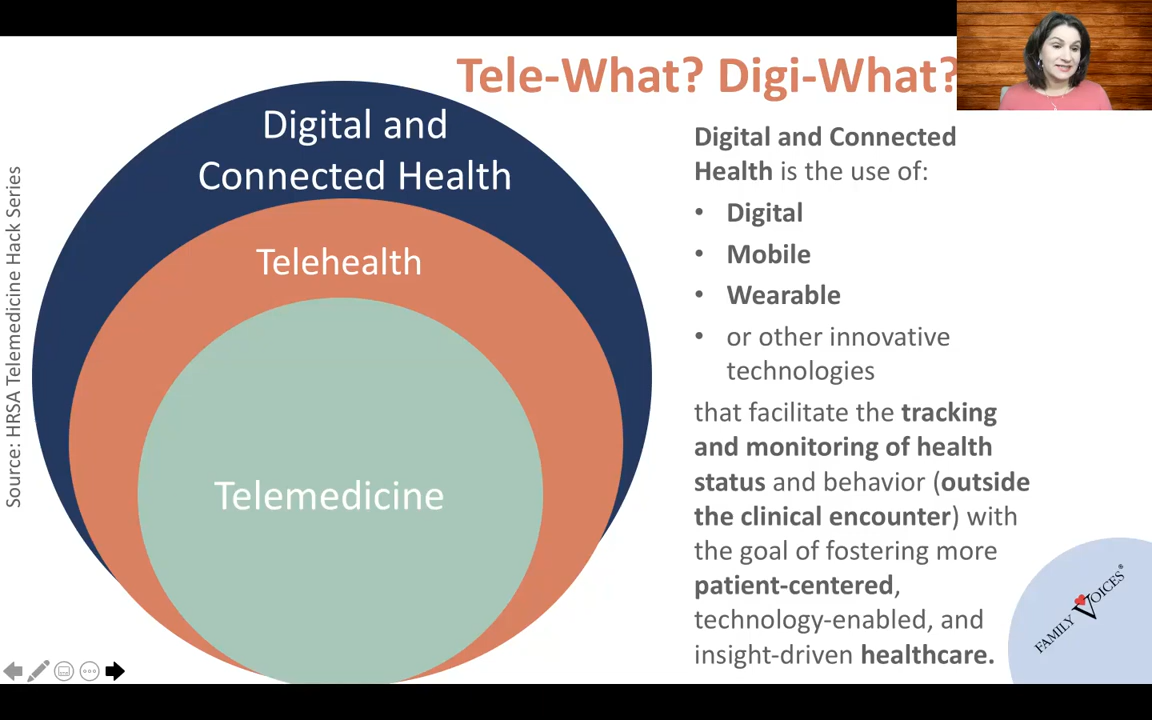 Tele-What? Digi-What?
Digital and
Connected Health
Telehealth
Telemedicine
Source: HRSA Telemedicine Hack Series
Digital and Connected
Health is the use of:
• Digital
• Mobile
• Wearable
• or other innovative
technologies
that facilitate the tracking
and monitoring of health
status and behavior (outside
the clinical encounter) with
the goal of fostering more
patient-centered,
technology-enabled, and
insight-driven healthcare.
FAMILY VOICES®